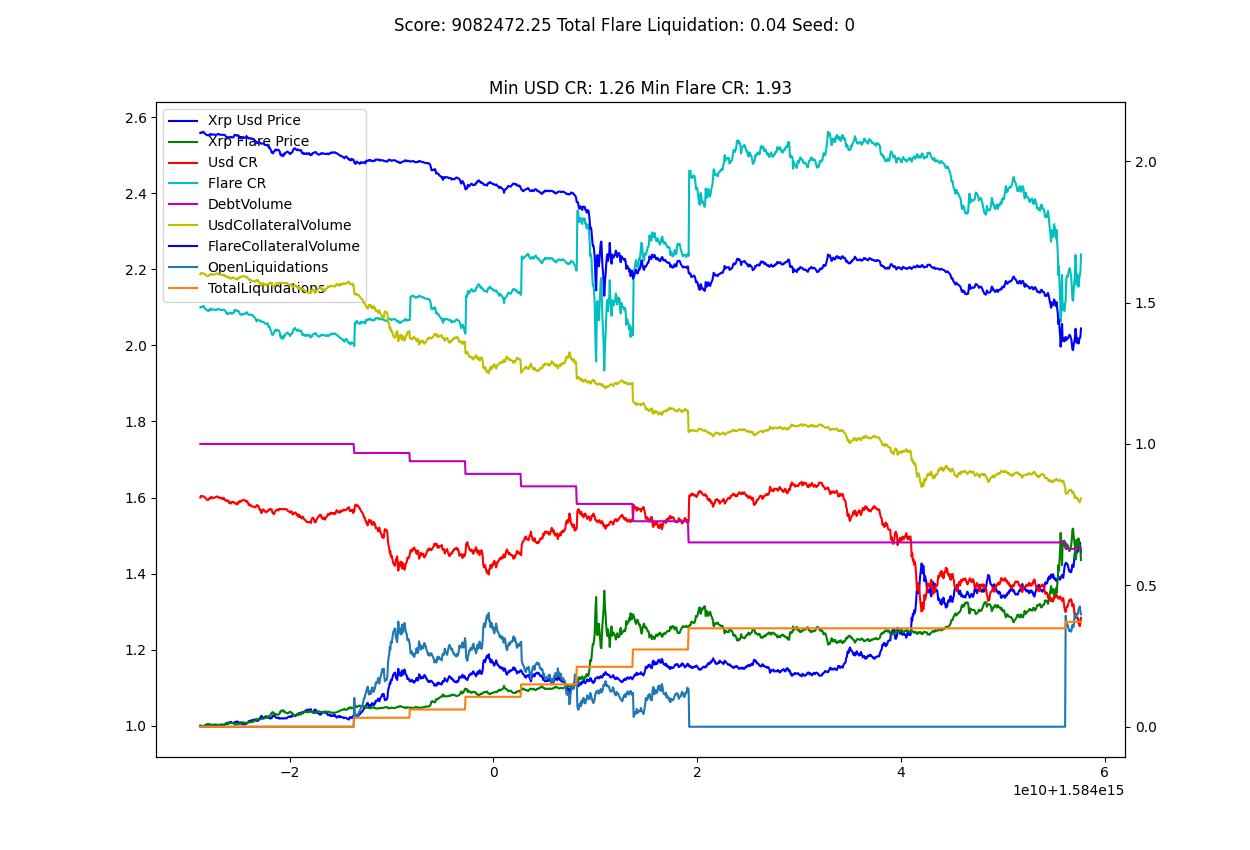 Score: 9082472.25 Total Flare Liquidation: 0.04 Seed: 0
Min USD CR: 1.26 Min Flare CR: 1.93
Xrp Usd Price
Xrp Flare Price
Usd CR
Flare CR
DebtVolume
UsdCollateralVolume
FlareCollateralVolume
OpenLiquidations
TotalLiquidations
2.6
2.4
2.2
2.0
1.8
1.6
1.4
1.2
1.0
2.0
1.5
1.0
0.5
0.0
−2 0 2 4 6
1e10+1.584e15